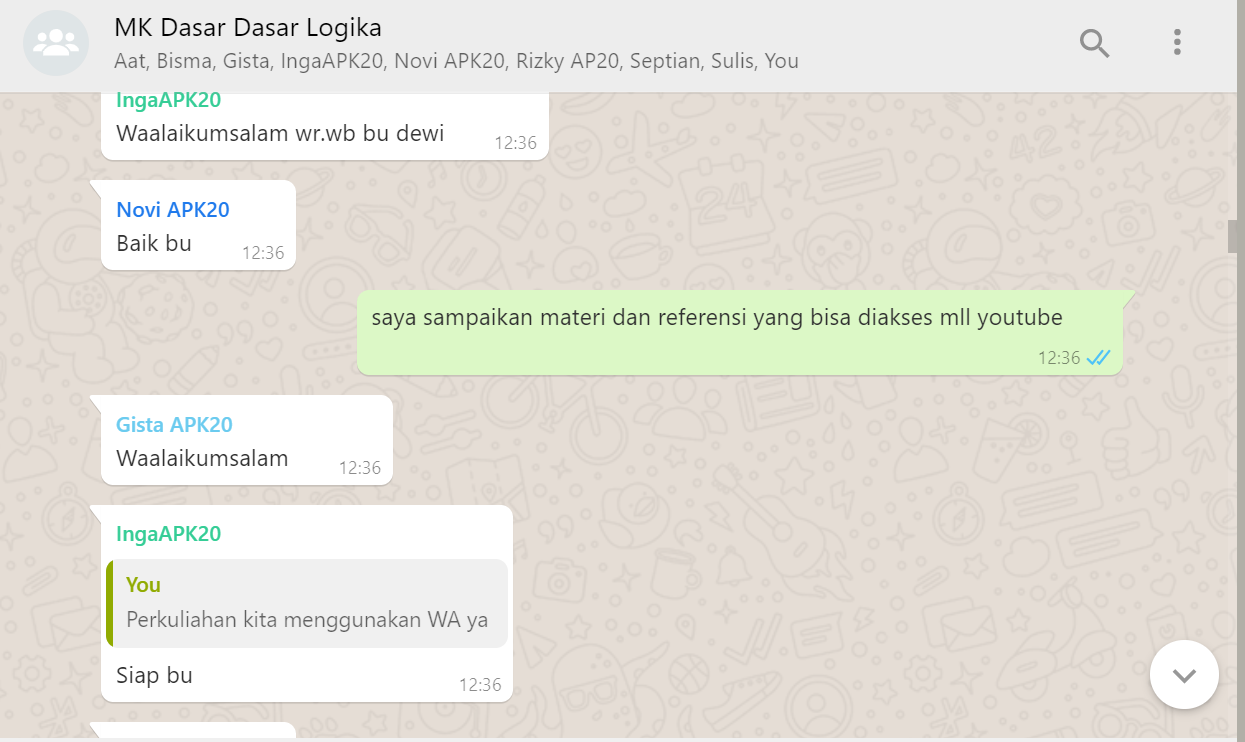 MK Dasar Dasar Logika
Aat, Bisma, Gista, IngaAPK20, Novi APK20, Rizky AP20, Septian, Sulis, You
IngaAPK20
Waalaikumsalam wr.wb bu dewi
12:36
Novi APK20
Baik bu
12:36
saya sampaikan materi dan referensi yang bisa diakses mll youtube
12:36
Gista APK20
Waalaikumsalam
12:36
IngaAPK20
You
Perkuliahan kita menggunakan WA ya
Siap bu
12:36